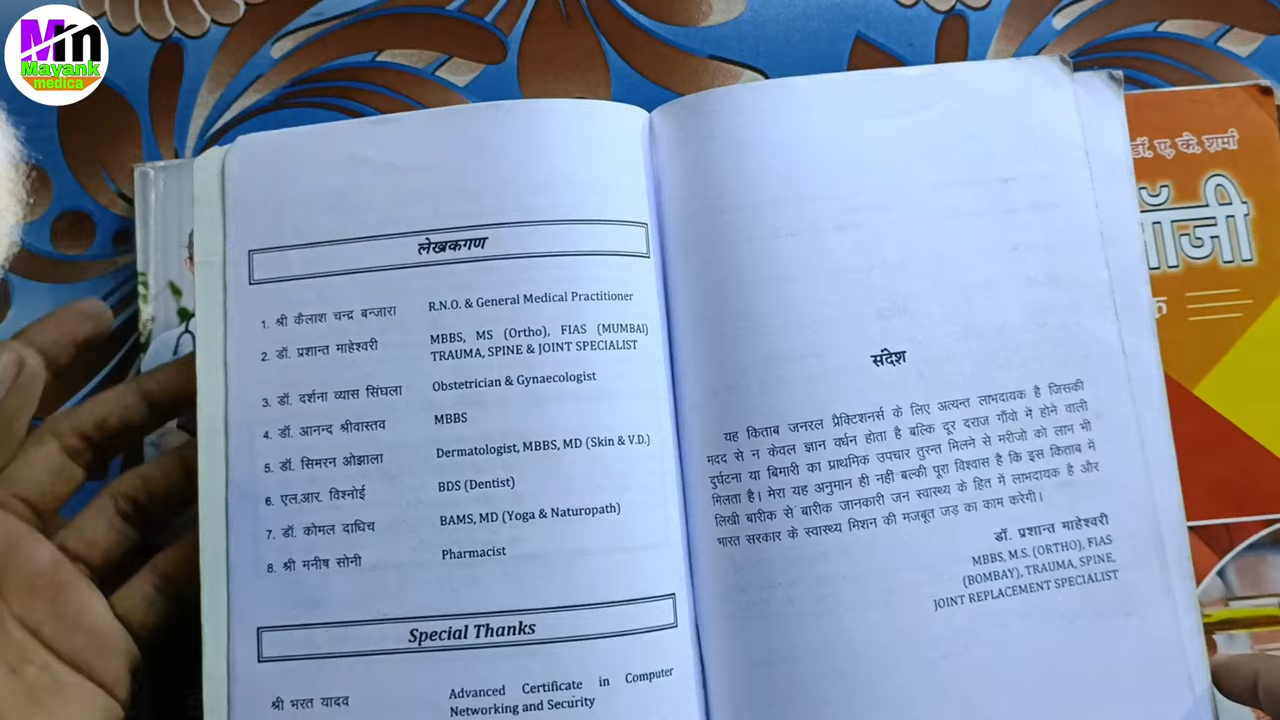 Mm
Mayank
medica
लेखकगण
1. श्री कैलाश चन्द्र बन्जारा R.N.O. & General Medical Practitioner
2. डॉ. प्रशान्त माहेश्वरी MBBS, MS (Ortho), FIAS (MUMBAI)
TRAUMA, SPINE & JOINT SPECIALIST
3. डॉ. दर्शना व्यास सिंघला Obstetrician & Gynaecologist
4. डॉ. आनन्द श्रीवास्तव MBBS
5. डॉ. सिमरन ओझाला Dermatologist, MBBS, MD (Skin & V.D.)
6. एल.आर. विश्नोई BDS (Dentist)
7. डॉ. कोमल दाधिच BAMS, MD (Yoga & Naturopath)
8. श्री मनीष सोनी Pharmacist
Special Thanks
श्री भरत यादव Advanced Certificate in Computer
Networking and Security
संदेश
यह किताब जनरल प्रैक्टिशनर्स के लिए अत्यन्त लाभदायक है जिसकी
मदद से न केवल ज्ञान वर्धन होता है बल्कि दूर दराज गाँवो में होने वाली
दुर्घटना या बिमारी का प्राथमिक उपचार तुरन्त मिलने से मरीजो को लाभ भी
मिलता है। मेरा यह अनुमान ही नहीं बल्की पूरा विश्वास है कि इस किताब में
लिखी बारीक से बारीक जानकारी जन स्वास्थ्य के हित में लाभदायक है और
भारत सरकार के स्वास्थ्य मिशन की मजबूत जड़ का काम करेगी।
डॉ. प्रशान्त माहेश्वरी
MBBS, M.S. (ORTHO), FIAS
(BOMBAY), TRAUMA, SPINE,
JOINT REPLACEMENT SPECIALIST
डॉ. ए. के. शर्मा